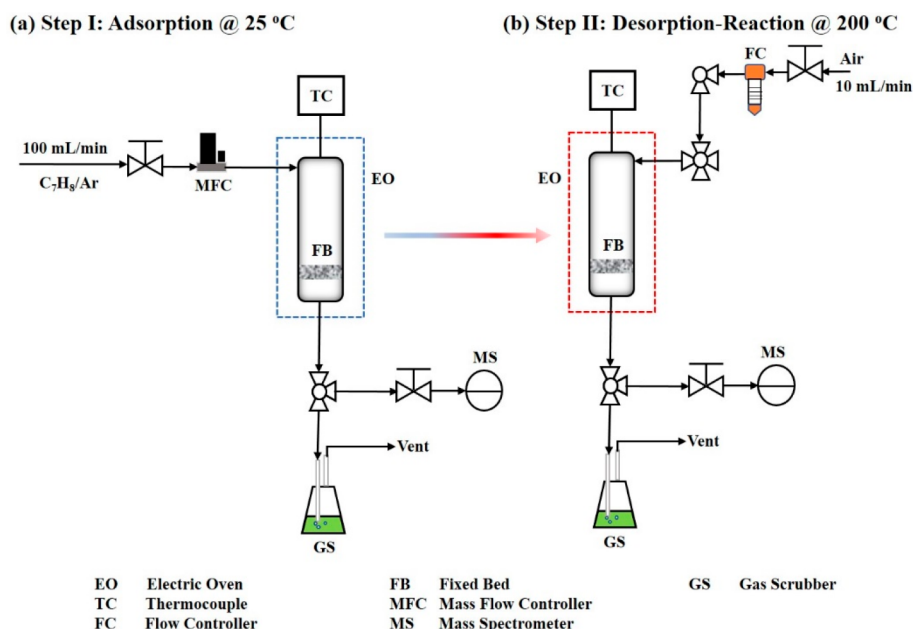 (a) Step I: Adsorption @ 25 °C
TC
100 mL/min
C₇H₈/Ar
MFC
EO
FB
MS
Vent
GS
(b) Step II: Desorption-Reaction @ 200 °C
FC
Air
10 mL/min
TC
EO
FB
MS
Vent
GS
EO Electric Oven
FB Fixed Bed
GS Gas Scrubber
TC Thermocouple
MFC Mass Flow Controller
FC Flow Controller
MS Mass Spectrometer